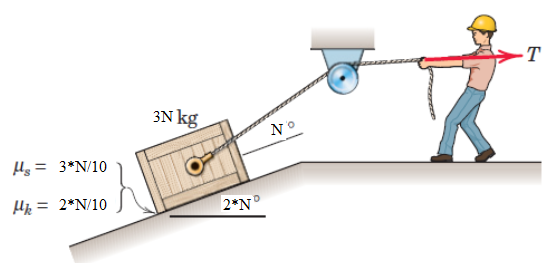 T
3N kg
N°
μs = 3*N/10
μk = 2*N/10
2*N°